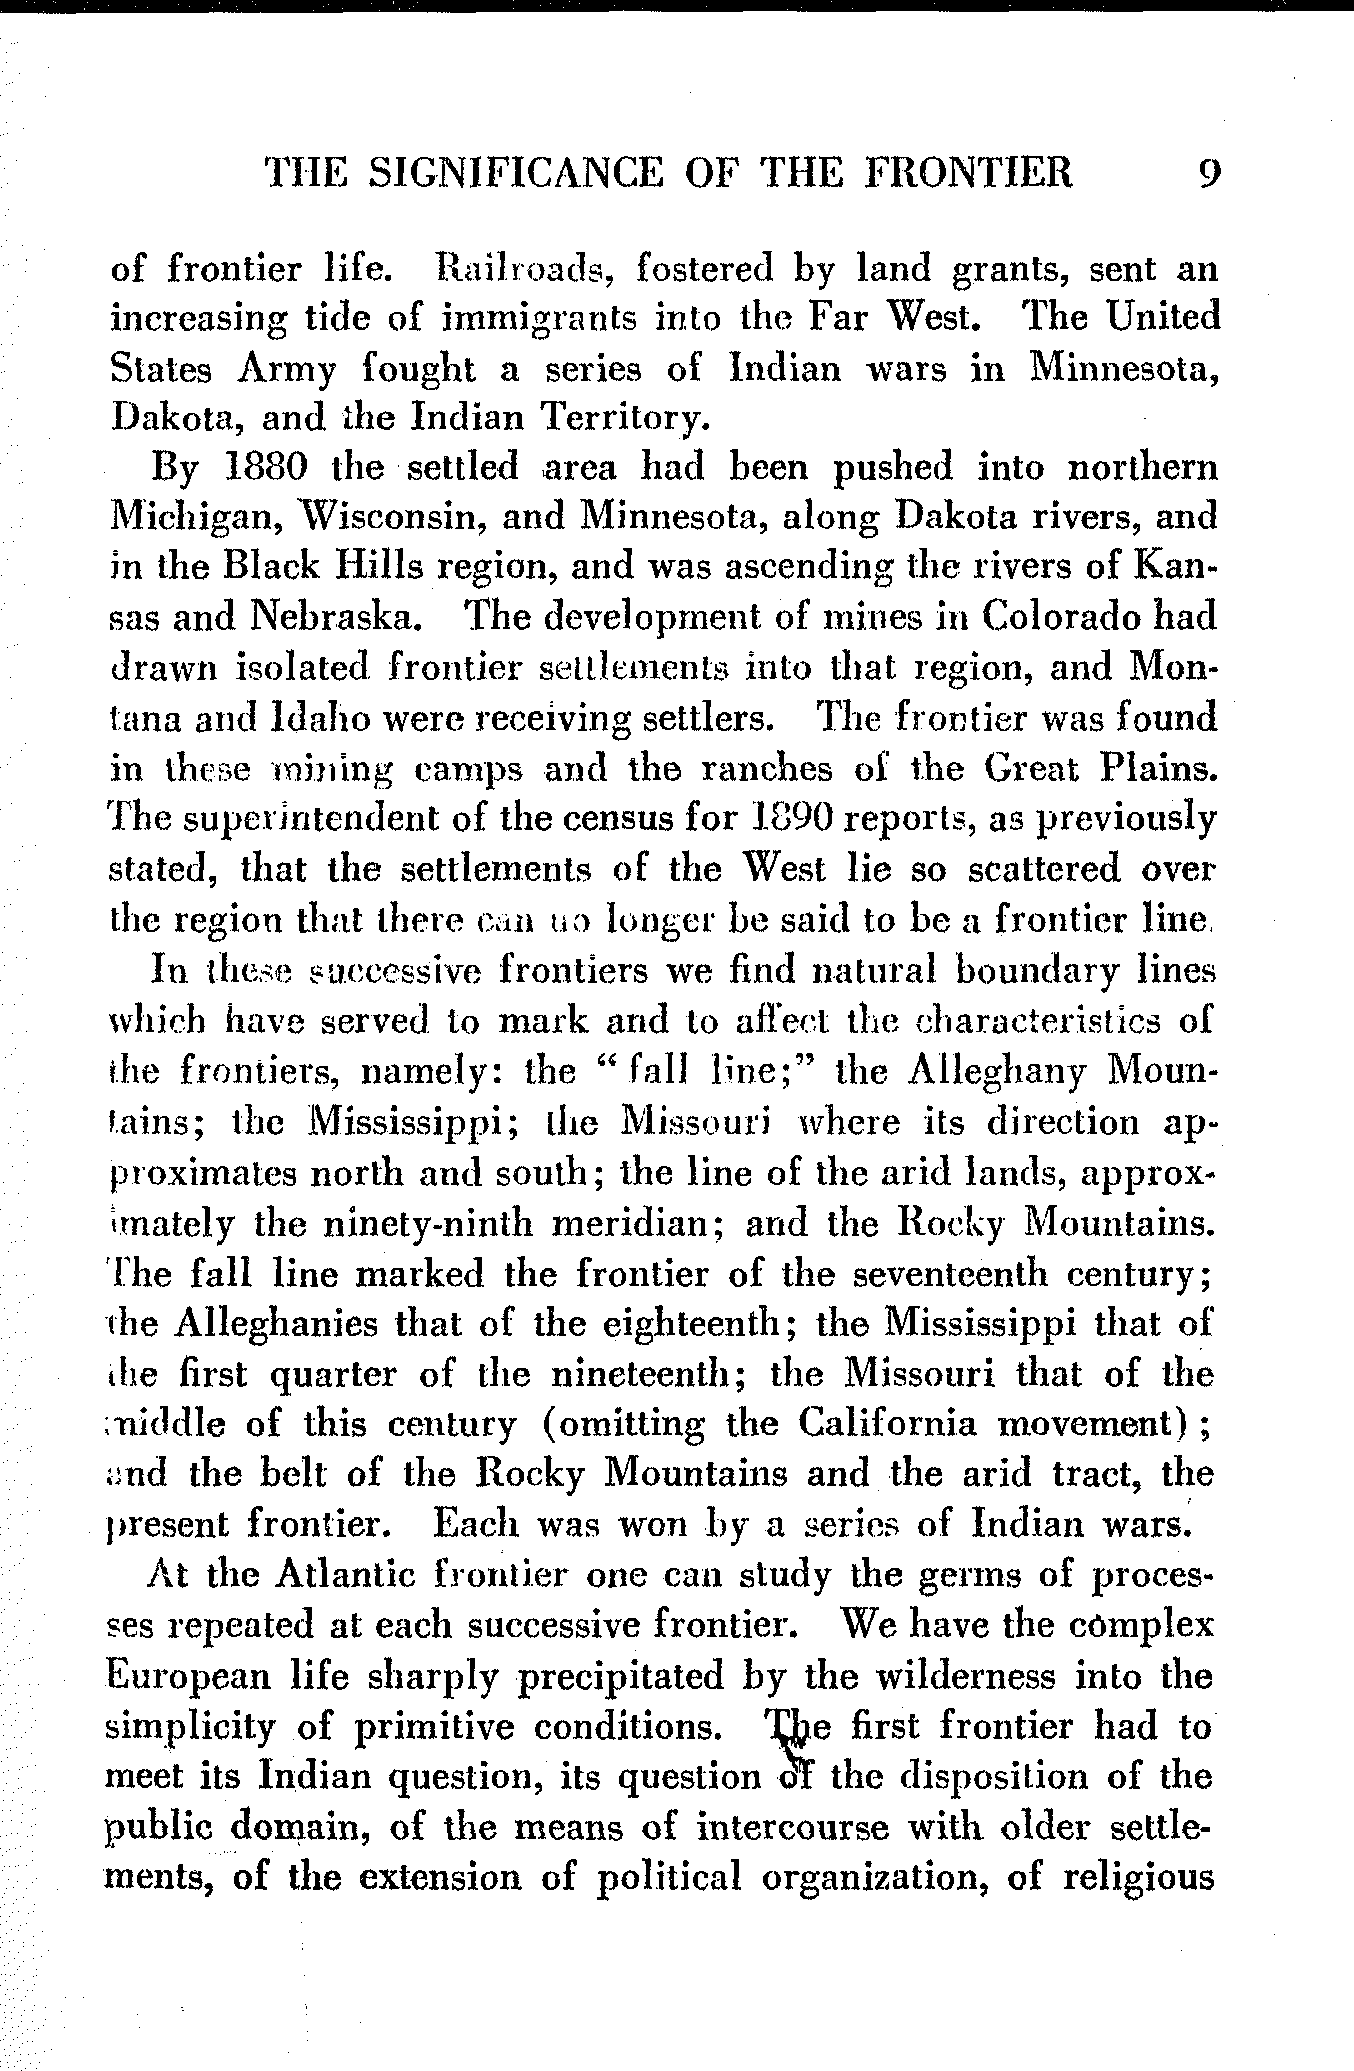 THE SIGNIFICANCE OF THE FRONTIER 9
of frontier life. Railroads, fostered by land grants, sent an
increasing tide of immigrants into the Far West. The United
States Army fought a series of Indian wars in Minnesota,
Dakota, and the Indian Territory.
By 1880 the settled area had been pushed into northern
Michigan, Wisconsin, and Minnesota, along Dakota rivers, and
in the Black Hills region, and was ascending the rivers of Kan-
sas and Nebraska. The development of mines in Colorado had
drawn isolated frontier settlements into that region, and Mon-
tana and Idaho were receiving settlers. The frontier was found
in these mining camps and the ranches of the Great Plains.
The superintendent of the census for 1890 reports, as previously
stated, that the settlements of the West lie so scattered over
the region that there can no longer be said to be a frontier line.
In these successive frontiers we find natural boundary lines
which have served to mark and to affect the characteristics of
the frontiers, namely: the " fall line;" the Alleghany Moun-
tains; the Mississippi; the Missouri where its direction ap-
proximates north and south; the line of the arid lands, approx-
imately the ninety-ninth meridian; and the Rocky Mountains.
The fall line marked the frontier of the seventeenth century;
the Alleghanies that of the eighteenth; the Mississippi that of
the first quarter of the nineteenth; the Missouri that of the
middle of this century (omitting the California movement) ;
and the belt of the Rocky Mountains and the arid tract, the
present frontier. Each was won by a series of Indian wars.
At the Atlantic frontier one can study the germs of proces-
ses repeated at each successive frontier. We have the complex
European life sharply precipitated by the wilderness into the
simplicity of primitive conditions. The first frontier had to
meet its Indian question, its question of the disposition of the
public domain, of the means of intercourse with older settle-
ments, of the extension of political organization, of religious